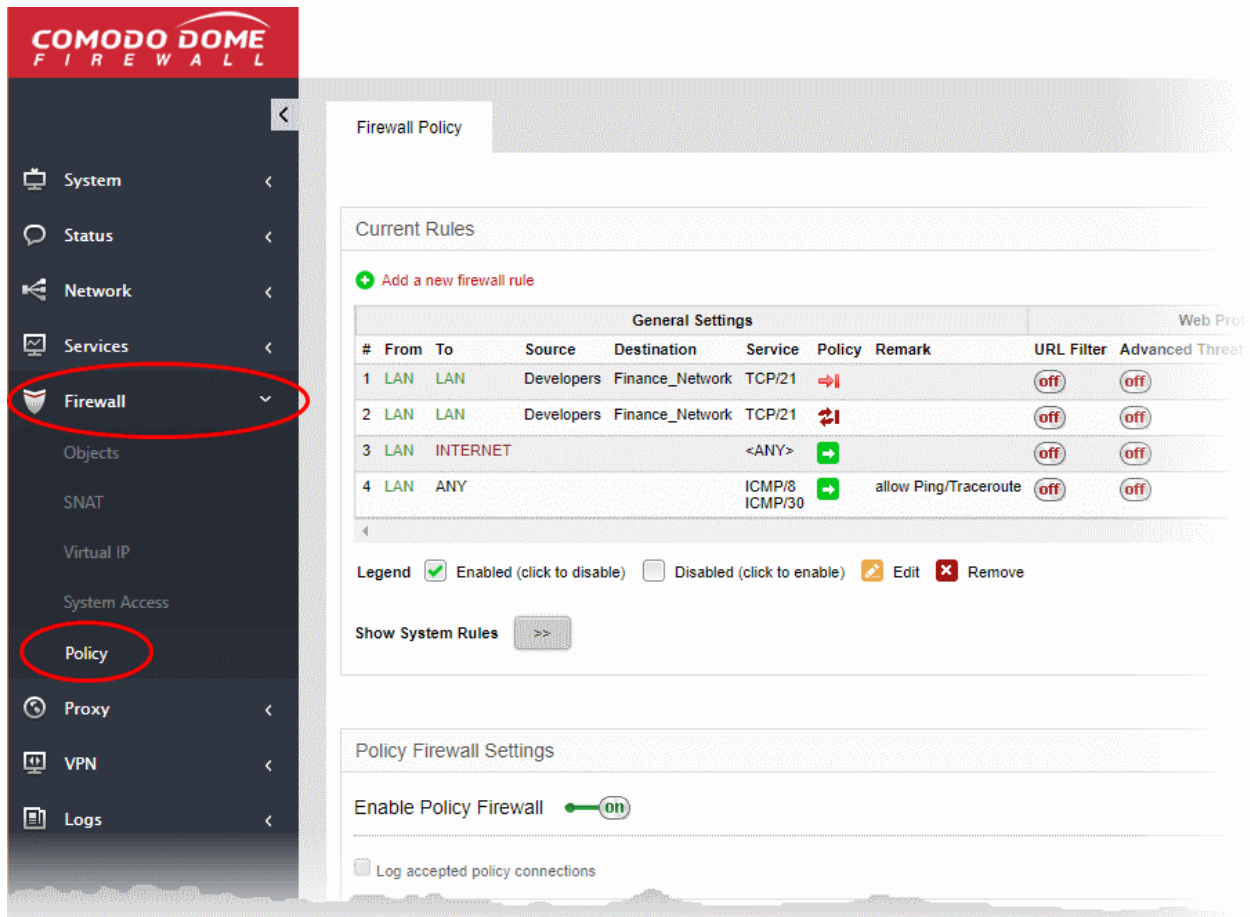 COMODO DOME
FIREWALL
Firewall Policy
System
Status
Network
Services
Firewall
Objects
SNAT
Virtual IP
System Access
Policy
Proxy
VPN
Logs
Current Rules
Add a new firewall rule
General Settings Web Prot
# From To Source Destination Service Policy Remark URL Filter Advanced Threat
1 LAN LAN Developers Finance_Network TCP/21 off off
2 LAN LAN Developers Finance_Network TCP/21 off off
3 LAN INTERNET <ANY> off off
4 LAN ANY ICMP/8 allow Ping/Traceroute off off
ICMP/30
Legend Enabled (click to disable) Disabled (click to enable) Edit Remove
Show System Rules >>
Policy Firewall Settings
Enable Policy Firewall on
Log accepted policy connections